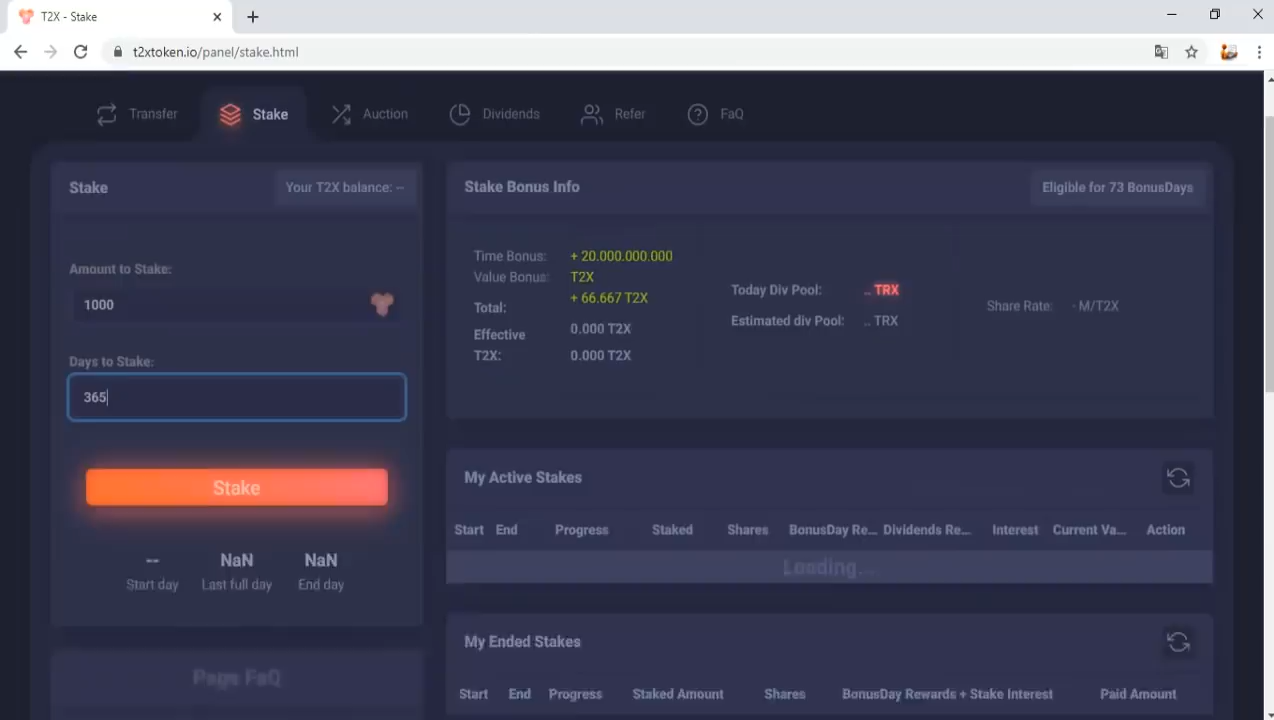 T2X - Stake
t2xtoken.io/panel/stake.html
Transfer
Stake
Auction
Dividends
Refer
FaQ
Stake
Your T2X balance: --
Amount to Stake:
1000
Days to Stake:
365
Stake
-- NaN NaN
Start day Last full day End day
Page FaQ
Stake Bonus Info
Eligible for 73 BonusDays
Time Bonus:
Value Bonus:
Total:
Effective
T2X:
+ 20.000.000.000
T2X
+ 66.667 T2X
0.000 T2X
0.000 T2X
Today Div Pool: .. TRX
Estimated div Pool: .. TRX
Share Rate: - M/T2X
My Active Stakes
Start End Progress Staked Shares BonusDay Re... Dividends Re... Interest Current Va... Action
Loading...
My Ended Stakes
Start End Progress Staked Amount Shares BonusDay Rewards + Stake Interest Paid Amount